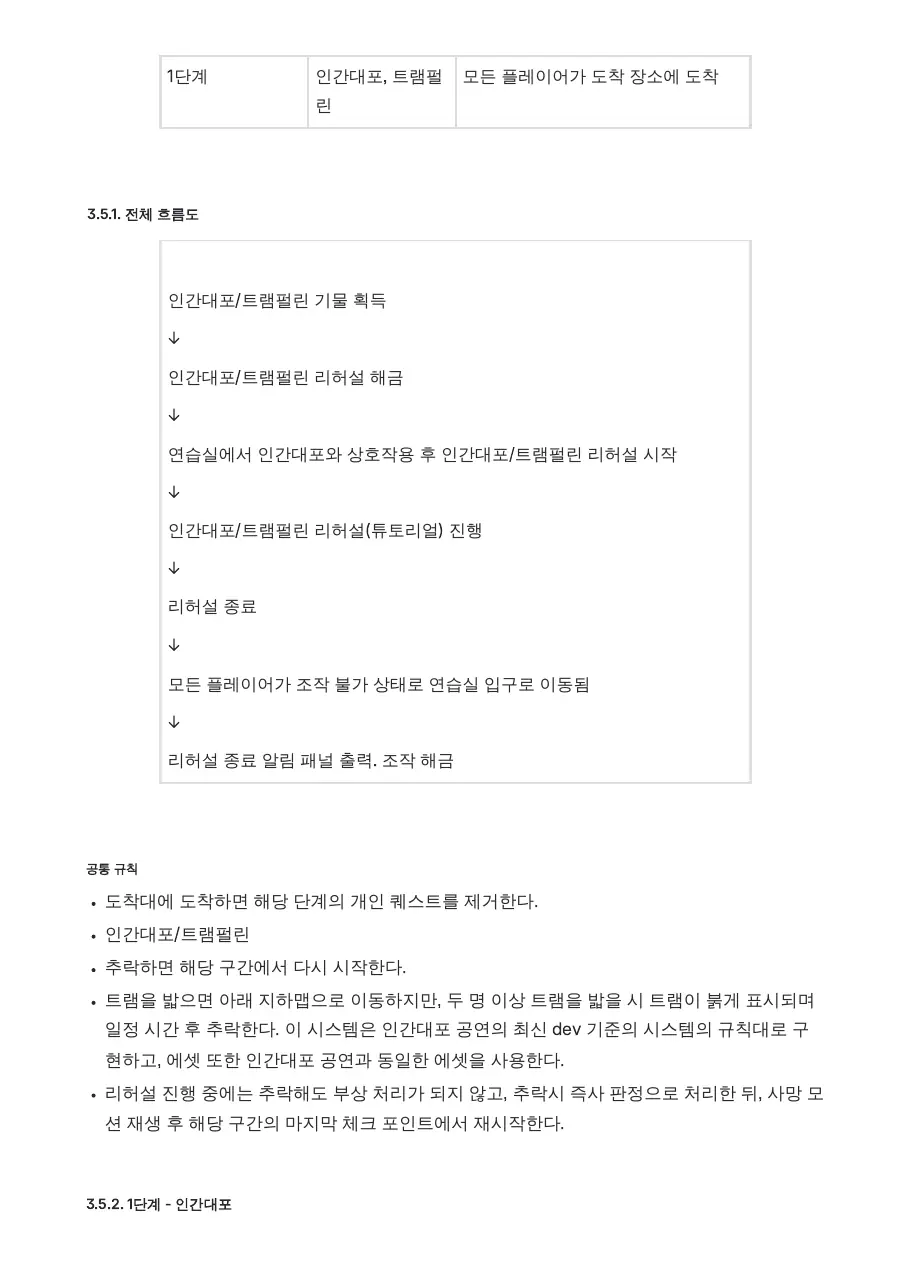 1단계
인간대포, 트램펄
린
모든 플레이어가 도착 장소에 도착
3.5.1. 전체 흐름도
인간대포/트램펄린 기물 획득
↓
인간대포/트램펄린 리허설 해금
↓
연습실에서 인간대포와 상호작용 후 인간대포/트램펄린 리허설 시작
↓
인간대포/트램펄린 리허설(튜토리얼) 진행
↓
리허설 종료
↓
모든 플레이어가 조작 불가 상태로 연습실 입구로 이동됨
↓
리허설 종료 알림 패널 출력. 조작 해금
공통 규칙
• 도착대에 도착하면 해당 단계의 개인 퀘스트를 제거한다.
• 인간대포/트램펄린
• 추락하면 해당 구간에서 다시 시작한다.
• 트램을 밟으면 아래 지하맵으로 이동하지만, 두 명 이상 트램을 밟을 시 트램이 붉게 표시되며
일정 시간 후 추락한다. 이 시스템은 인간대포 공연의 최신 dev 기준의 시스템의 규칙대로 구
현하고, 에셋 또한 인간대포 공연과 동일한 에셋을 사용한다.
• 리허설 진행 중에는 추락해도 부상 처리가 되지 않고, 추락시 즉사 판정으로 처리한 뒤, 사망 모
션 재생 후 해당 구간의 마지막 체크 포인트에서 재시작한다.
3.5.2. 1단계 - 인간대포